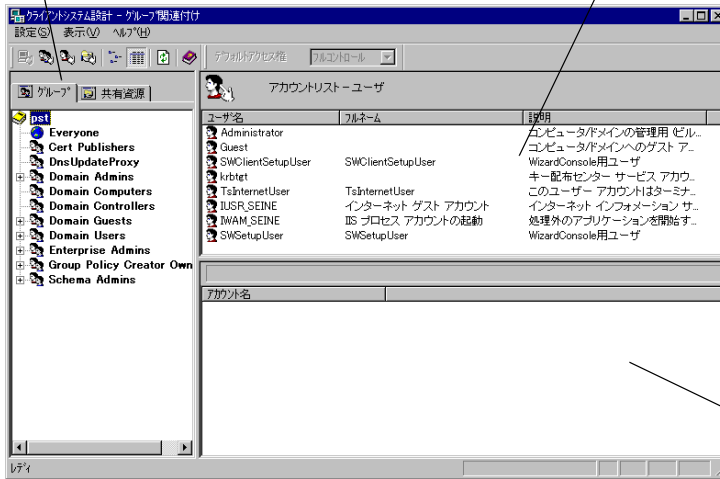 クライアントシステム設計 - グループ関連付け
設定(S) 表示(V) ヘルプ(H)
デフォルトアクセス権 フルコントロール
グループ 共有資源
pst
Everyone
Cert Publishers
DnsUpdateProxy
Domain Admins
Domain Computers
Domain Controllers
Domain Guests
Domain Users
Enterprise Admins
Group Policy Creator Own
Schema Admins
アカウントリスト - ユーザ
ユーザ名 フルネーム 説明
Administrator コンピュータ/ドメインの管理用 (ビル...
Guest コンピュータ/ドメインへのゲスト ア...
SWClientSetupUser SWClientSetupUser WizardConsole用ユーザ
krbtgt キー配布センター サービス アカウ...
TsInternetUser TsInternetUser このユーザー アカウントはターミナ...
IUSR_SEINE インターネット ゲスト アカウント インターネット インフォメーション サ...
IWAM_SEINE IIS プロセス アカウントの起動 処理外のアプリケーションを開始す...
SWSetupUser SWSetupUser WizardConsole用ユーザ
アカウント名
レディ